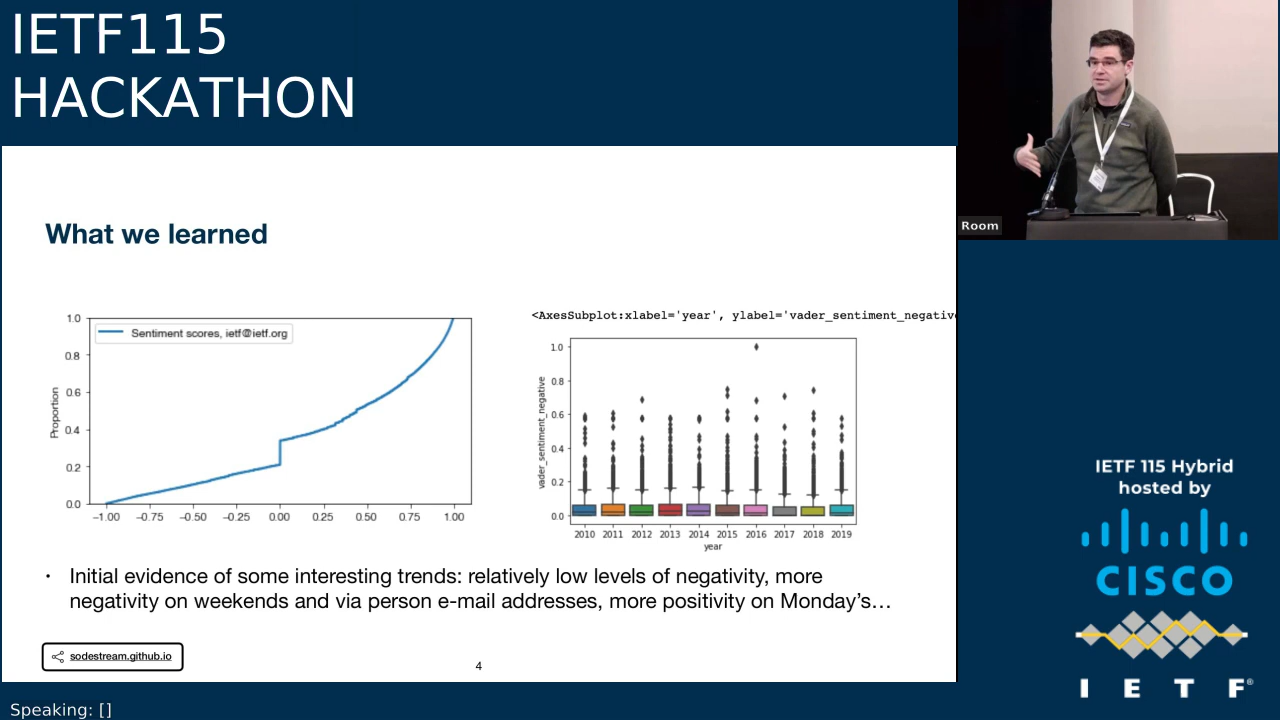 IETF115
HACKATHON
Room
What we learned
<AxesSubplot:xlabel='year', ylabel='vader_sentiment_negative
Sentiment scores, ietf@ietf.org
Proportion
1.0
0.8
0.6
0.4
0.2
0.0
−1.00 −0.75 −0.50 −0.25 0.00 0.25 0.50 0.75 1.00
vader_sentiment_negative
1.0
0.8
0.6
0.4
0.2
0.0
2010 2011 2012 2013 2014 2015 2016 2017 2018 2019
year
• Initial evidence of some interesting trends: relatively low levels of negativity, more
negativity on weekends and via person e-mail addresses, more positivity on Monday's…
sodestream.github.io
4
IETF 115 Hybrid
hosted by
CISCO
I E T F®
Speaking: []